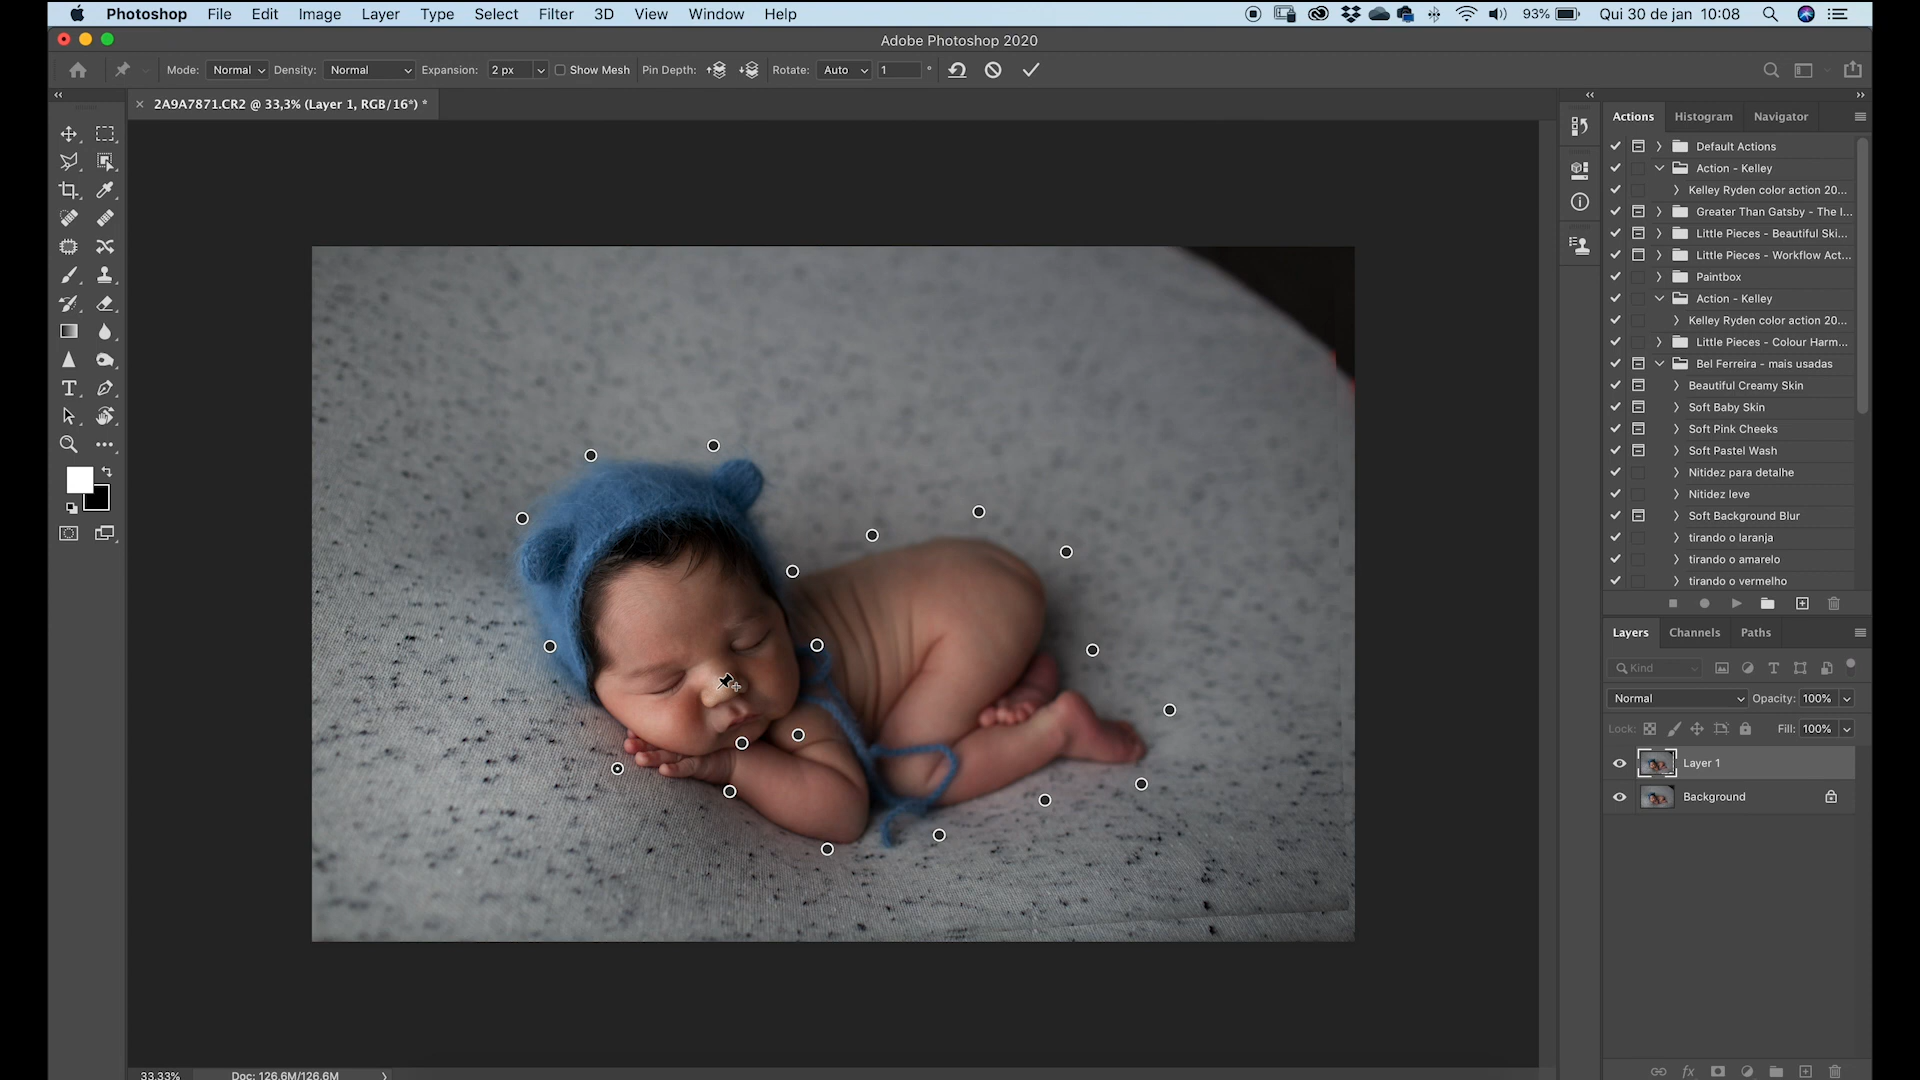 Photoshop File Edit Image Layer Type Select Filter 3D View Window Help 93% Qui 30 de jan 10:08
Adobe Photoshop 2020
Mode: Normal Density: Normal Expansion: 2 px Show Mesh Pin Depth: Rotate: Auto 1 °
2A9A7871.CR2 @ 33,3% (Layer 1, RGB/16*) *
Actions Histogram Navigator
Default Actions
Action - Kelley
Kelley Ryden color action 20...
Greater Than Gatsby - The I...
Little Pieces - Beautiful Ski...
Little Pieces - Workflow Act...
Paintbox
Action - Kelley
Kelley Ryden color action 20...
Little Pieces - Colour Harm...
Bel Ferreira - mais usadas
Beautiful Creamy Skin
Soft Baby Skin
Soft Pink Cheeks
Soft Pastel Wash
Nitidez para detalhe
Nitidez leve
Soft Background Blur
tirando o laranja
tirando o amarelo
tirando o vermelho
Layers Channels Paths
Kind
Normal Opacity: 100%
Lock: Fill: 100%
Layer 1
Background
33,33% Doc: 126,6M/126,6M